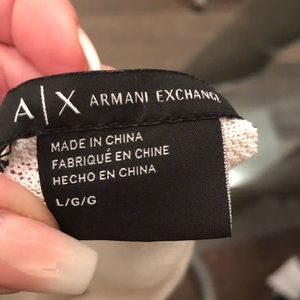 A|X ARMANI EXCHANGE
MADE IN CHINA
FABRIQUÉ EN CHINE
HECHO EN CHINA
L/G/G